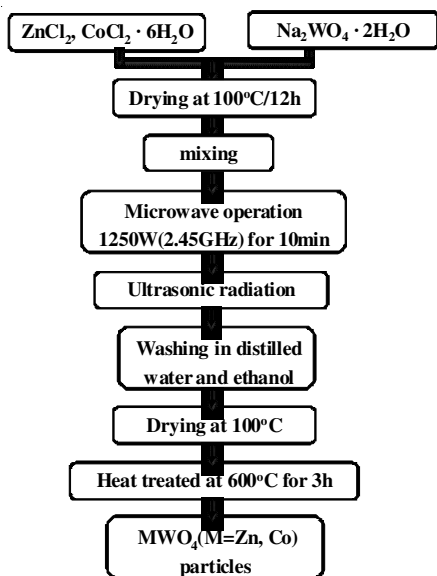 ZnCl₂, CoCl₂ · 6H₂O
Na₂WO₄ · 2H₂O
Drying at 100°C/12h
mixing
Microwave operation
1250W(2.45GHz) for 10min
Ultrasonic radiation
Washing in distilled
water and ethanol
Drying at 100°C
Heat treated at 600°C for 3h
MWO₄(M=Zn, Co)
particles